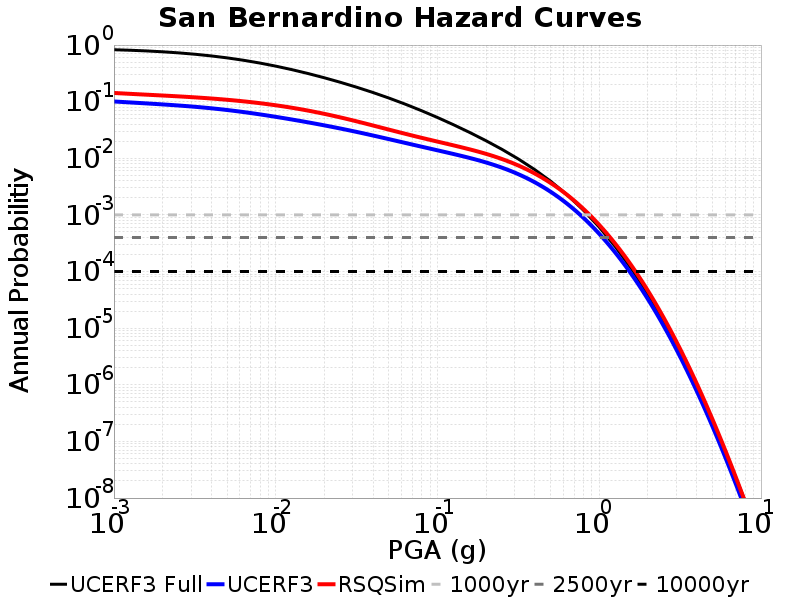 San Bernardino Hazard Curves
Annual Probabilitiy
10^0
10^-1
10^-2
10^-3
10^-4
10^-5
10^-6
10^-7
10^-8
10^-3 10^-2 10^-1 10^0 10^1
PGA (g)
UCERF3 Full UCERF3 RSQSim 1000yr 2500yr 10000yr